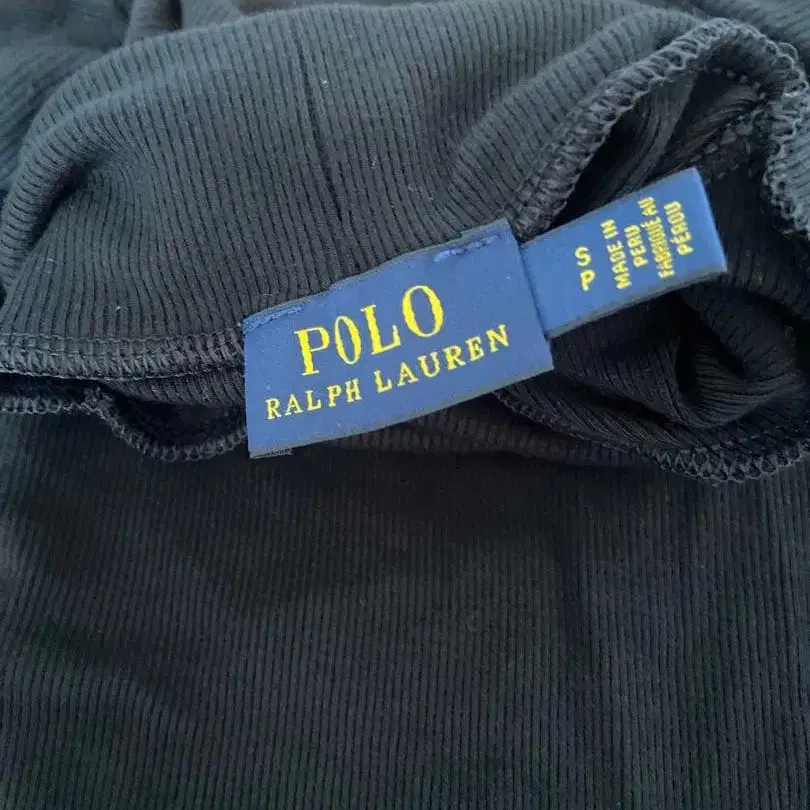 POLO
RALPH LAUREN
S
P
MADE IN
PERU
FABRIQUÉ AU
PÉROU